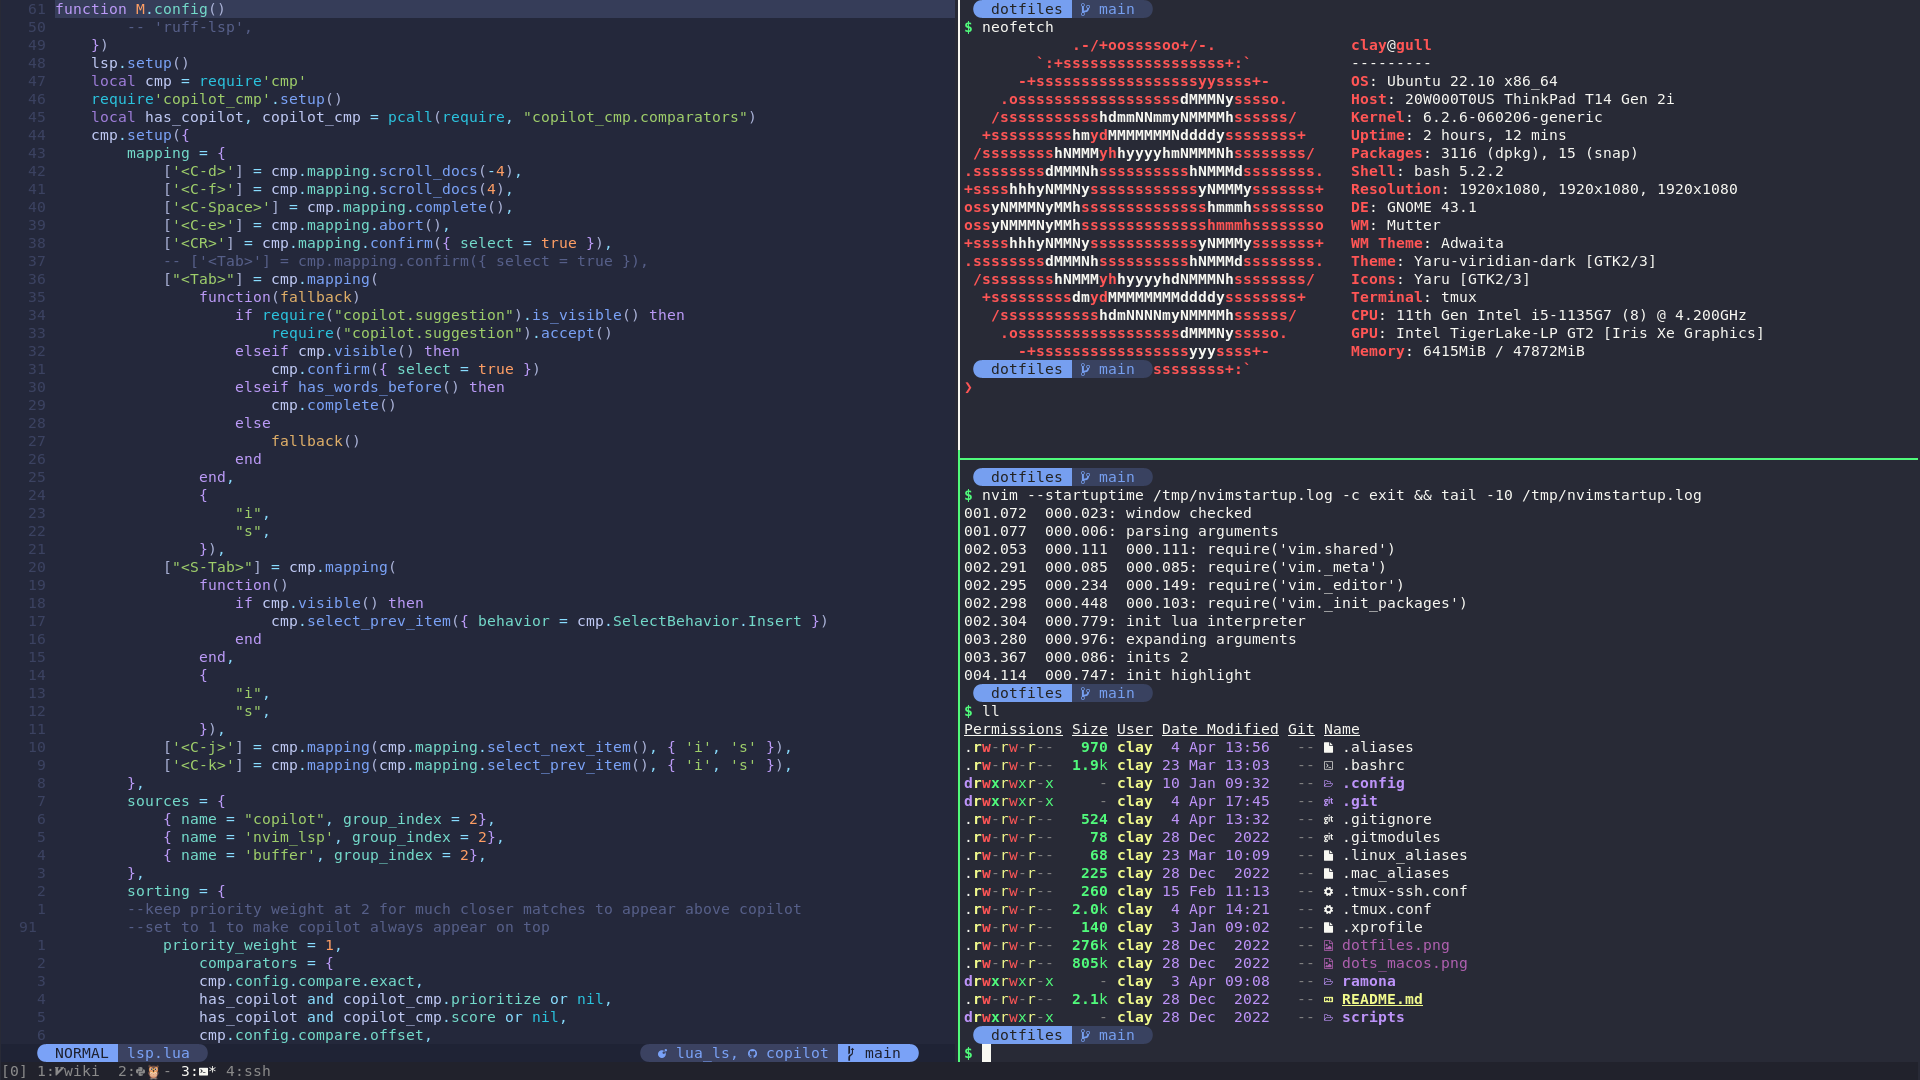 61 function M.config()
50         -- 'ruff-lsp',
49     })
48     lsp.setup()
47     local cmp = require'cmp'
46     require'copilot_cmp'.setup()
45     local has_copilot, copilot_cmp = pcall(require, "copilot_cmp.comparators")
44     cmp.setup({
43         mapping = {
42             ['<C-d>'] = cmp.mapping.scroll_docs(-4),
41             ['<C-f>'] = cmp.mapping.scroll_docs(4),
40             ['<C-Space>'] = cmp.mapping.complete(),
39             ['<C-e>'] = cmp.mapping.abort(),
38             ['<CR>'] = cmp.mapping.confirm({ select = true }),
37             -- ['<Tab>'] = cmp.mapping.confirm({ select = true }),
36             ["<Tab>"] = cmp.mapping(
35                 function(fallback)
34                     if require("copilot.suggestion").is_visible() then
33                         require("copilot.suggestion").accept()
32                     elseif cmp.visible() then
31                         cmp.confirm({ select = true })
30                     elseif has_words_before() then
29                         cmp.complete()
28                     else
27                         fallback()
26                     end
25                 end,
24                 {
23                     "i",
22                     "s",
21                 }),
20             ["<S-Tab>"] = cmp.mapping(
19                 function()
18                     if cmp.visible() then
17                         cmp.select_prev_item({ behavior = cmp.SelectBehavior.Insert })
16                     end
15                 end,
14                 {
13                     "i",
12                     "s",
11                 }),
10             ['<C-j>'] = cmp.mapping(cmp.mapping.select_next_item(), { 'i', 's' }),
9             ['<C-k>'] = cmp.mapping(cmp.mapping.select_prev_item(), { 'i', 's' }),
8         },
7         sources = {
6             { name = "copilot", group_index = 2},
5             { name = 'nvim_lsp', group_index = 2},
4             { name = 'buffer', group_index = 2},
3         },
2         sorting = {
1         --keep priority weight at 2 for much closer matches to appear above copilot
91         --set to 1 to make copilot always appear on top
1             priority_weight = 1,
2                 comparators = {
3                 cmp.config.compare.exact,
4                 has_copilot and copilot_cmp.prioritize or nil,
5                 has_copilot and copilot_cmp.score or nil,
6                 cmp.config.compare.offset,
NORMAL lsp.lua lua_ls, copilot main
dotfiles main
$ neofetch
            .-/+oossssoo+/-.               clay@gull
        `:+ssssssssssssssssss+:`           ---------
      -+ssssssssssssssssssyyssss+-         OS: Ubuntu 22.10 x86_64
    .ossssssssssssssssssdMMMNysssso.       Host: 20W000T0US ThinkPad T14 Gen 2i
   /ssssssssssshdmmNNmmyNMMMMhssssss/      Kernel: 6.2.6-060206-generic
  +ssssssssshmydMMMMMMMNddddyssssssss+     Uptime: 2 hours, 12 mins
 /sssssssshNMMMyhhyyyyhmNMMMNhssssssss/    Packages: 3116 (dpkg), 15 (snap)
.ssssssssdMMMNhsssssssssshNMMMdssssssss.   Shell: bash 5.2.2
+sssshhhyNMMNyssssssssssssyNMMMysssssss+   Resolution: 1920x1080, 1920x1080, 1920x1080
ossyNMMMNyMMhsssssssssssssshmmmhssssssso   DE: GNOME 43.1
ossyNMMMNyMMhsssssssssssssshmmmhssssssso   WM: Mutter
+sssshhhyNMMNyssssssssssssyNMMMysssssss+   WM Theme: Adwaita
.ssssssssdMMMNhsssssssssshNMMMdssssssss.   Theme: Yaru-viridian-dark [GTK2/3]
 /sssssssshNMMMyhhyyyyhdNMMMNhssssssss/    Icons: Yaru [GTK2/3]
  +sssssssssdmydMMMMMMMMddddyssssssss+     Terminal: tmux
   /ssssssssssshdmNNNNmyNMMMMhssssss/      CPU: 11th Gen Intel i5-1135G7 (8) @ 4.200GHz
    .ossssssssssssssssssdMMMNysssso.       GPU: Intel TigerLake-LP GT2 [Iris Xe Graphics]
      -+sssssssssssssssssyyyssss+-         Memory: 6415MiB / 47872MiB
dotfiles main ssssssss+:`
❯
dotfiles main
$ nvim --startuptime /tmp/nvimstartup.log -c exit && tail -10 /tmp/nvimstartup.log
001.072  000.023: window checked
001.077  000.006: parsing arguments
002.053  000.111  000.111: require('vim.shared')
002.291  000.085  000.085: require('vim._meta')
002.295  000.234  000.149: require('vim._editor')
002.298  000.448  000.103: require('vim._init_packages')
002.304  000.779: init lua interpreter
003.280  000.976: expanding arguments
003.367  000.086: inits 2
004.114  000.747: init highlight
dotfiles main
$ ll
Permissions Size User Date Modified Git Name
.rw-rw-r--   970 clay  4 Apr 13:56   -- .aliases
.rw-rw-r--  1.9k clay 23 Mar 13:03   -- .bashrc
drwxrwxr-x     - clay 10 Jan 09:32   -- .config
drwxrwxr-x     - clay  4 Apr 17:45   -- .git
.rw-rw-r--   524 clay  4 Apr 13:32   -- .gitignore
.rw-rw-r--    78 clay 28 Dec  2022   -- .gitmodules
.rw-rw-r--    68 clay 23 Mar 10:09   -- .linux_aliases
.rw-rw-r--   225 clay 28 Dec  2022   -- .mac_aliases
.rw-rw-r--   260 clay 15 Feb 11:13   -- .tmux-ssh.conf
.rw-rw-r--  2.0k clay  4 Apr 14:21   -- .tmux.conf
.rw-rw-r--   140 clay  3 Jan 09:02   -- .xprofile
.rw-rw-r--  276k clay 28 Dec  2022   -- dotfiles.png
.rw-rw-r--  805k clay 28 Dec  2022   -- dots_macos.png
drwxrwxr-x     - clay  3 Apr 09:08   -- ramona
.rw-rw-r--  2.1k clay 28 Dec  2022   -- README.md
drwxrwxr-x     - clay 28 Dec  2022   -- scripts
dotfiles main
$
[0] 1:wiki  2:- 3:* 4:ssh